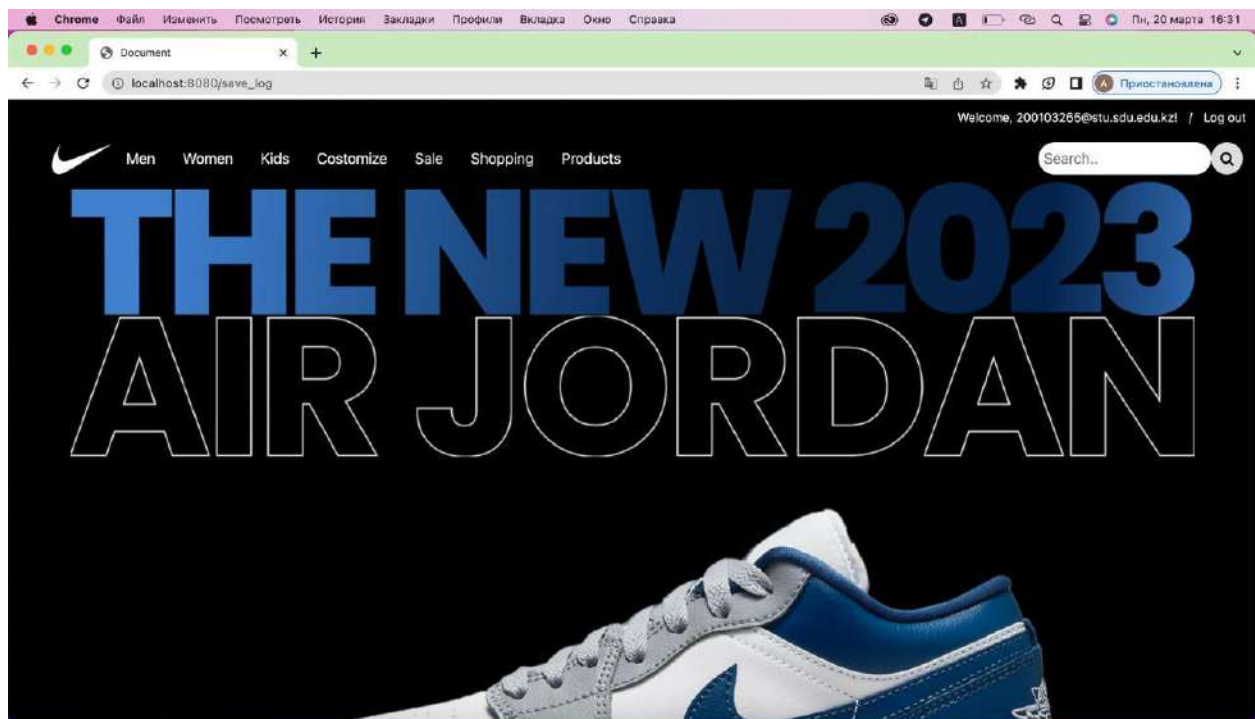 Chrome Файл Изменить Посмотреть История Закладки Профили Вкладка Окно Справка Пн, 20 марта 16:31
Document
localhost:8080/save_log Приостановлена
Welcome, 200103265@stu.sdu.edu.kz! / Log out
Men Women Kids Costomize Sale Shopping Products Search..
THE NEW 2023
AIR JORDAN